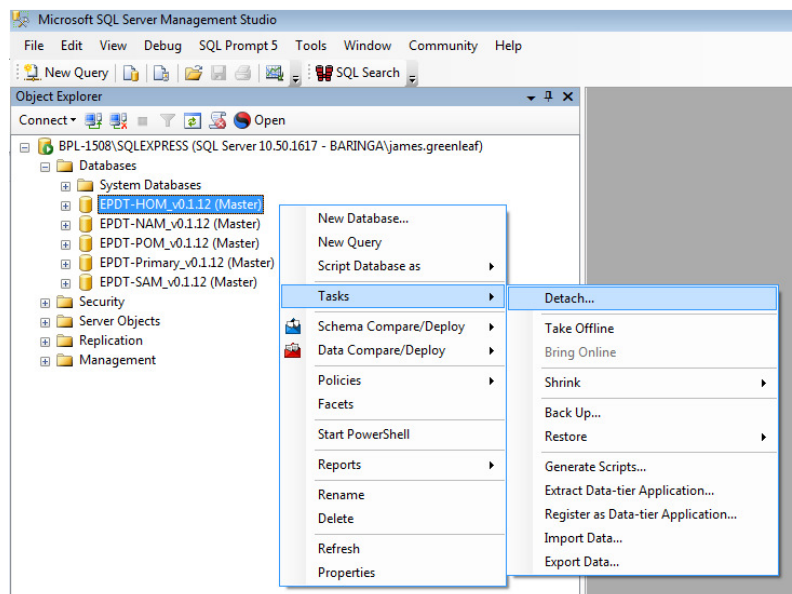 Microsoft SQL Server Management Studio
File Edit View Debug SQL Prompt 5 Tools Window Community Help
New Query SQL Search
Object Explorer
Connect Open
BPL-1508\SQLEXPRESS (SQL Server 10.50.1617 - BARINGA\james.greenleaf)
Databases
System Databases
EPDT-HOM_v0.1.12 (Master)
EPDT-NAM_v0.1.12 (Master)
EPDT-POM_v0.1.12 (Master)
EPDT-Primary_v0.1.12 (Master)
EPDT-SAM_v0.1.12 (Master)
Security
Server Objects
Replication
Management
New Database...
New Query
Script Database as
Tasks
Schema Compare/Deploy
Data Compare/Deploy
Policies
Facets
Start PowerShell
Reports
Rename
Delete
Refresh
Properties
Detach...
Take Offline
Bring Online
Shrink
Back Up...
Restore
Generate Scripts...
Extract Data-tier Application...
Register as Data-tier Application...
Import Data...
Export Data...